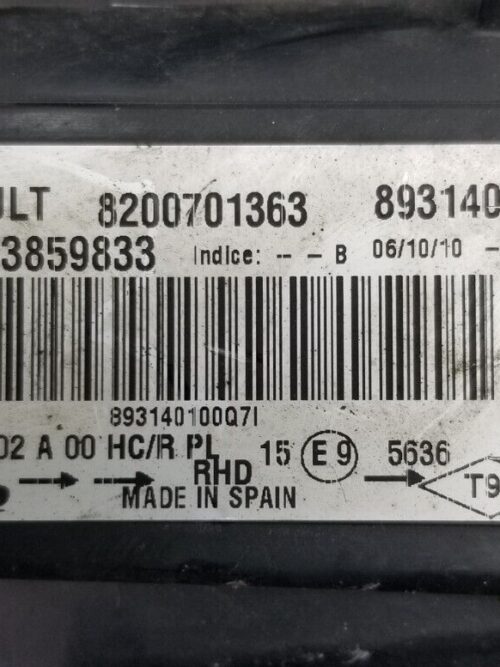 ULT 8200701363 893140
3859833 Indice: -- - B 06/10/10 -
893140100Q7I
02 A 00 HC/R PL 15 E9 5636
RHD T9
MADE IN SPAIN